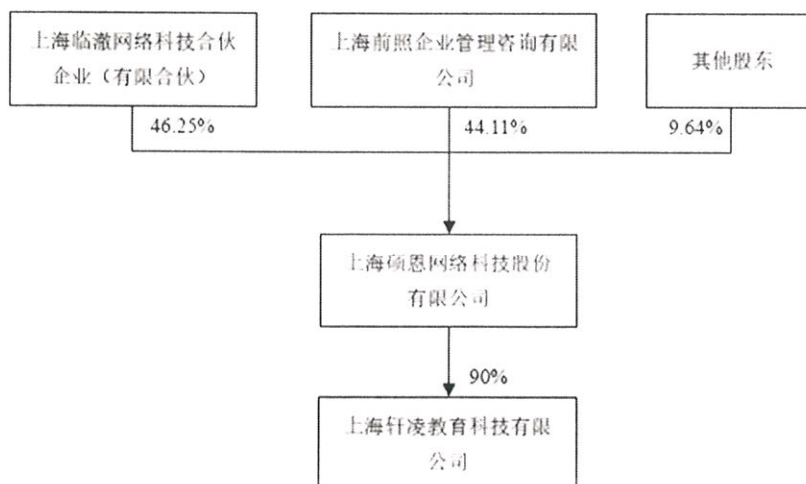 上海临澈网络科技合伙
企业（有限合伙）
上海前照企业管理咨询有限
公司
其他股东
46.25%
44.11%
9.64%
上海硕恩网络科技股份
有限公司
90%
上海轩凌教育科技有限
公司